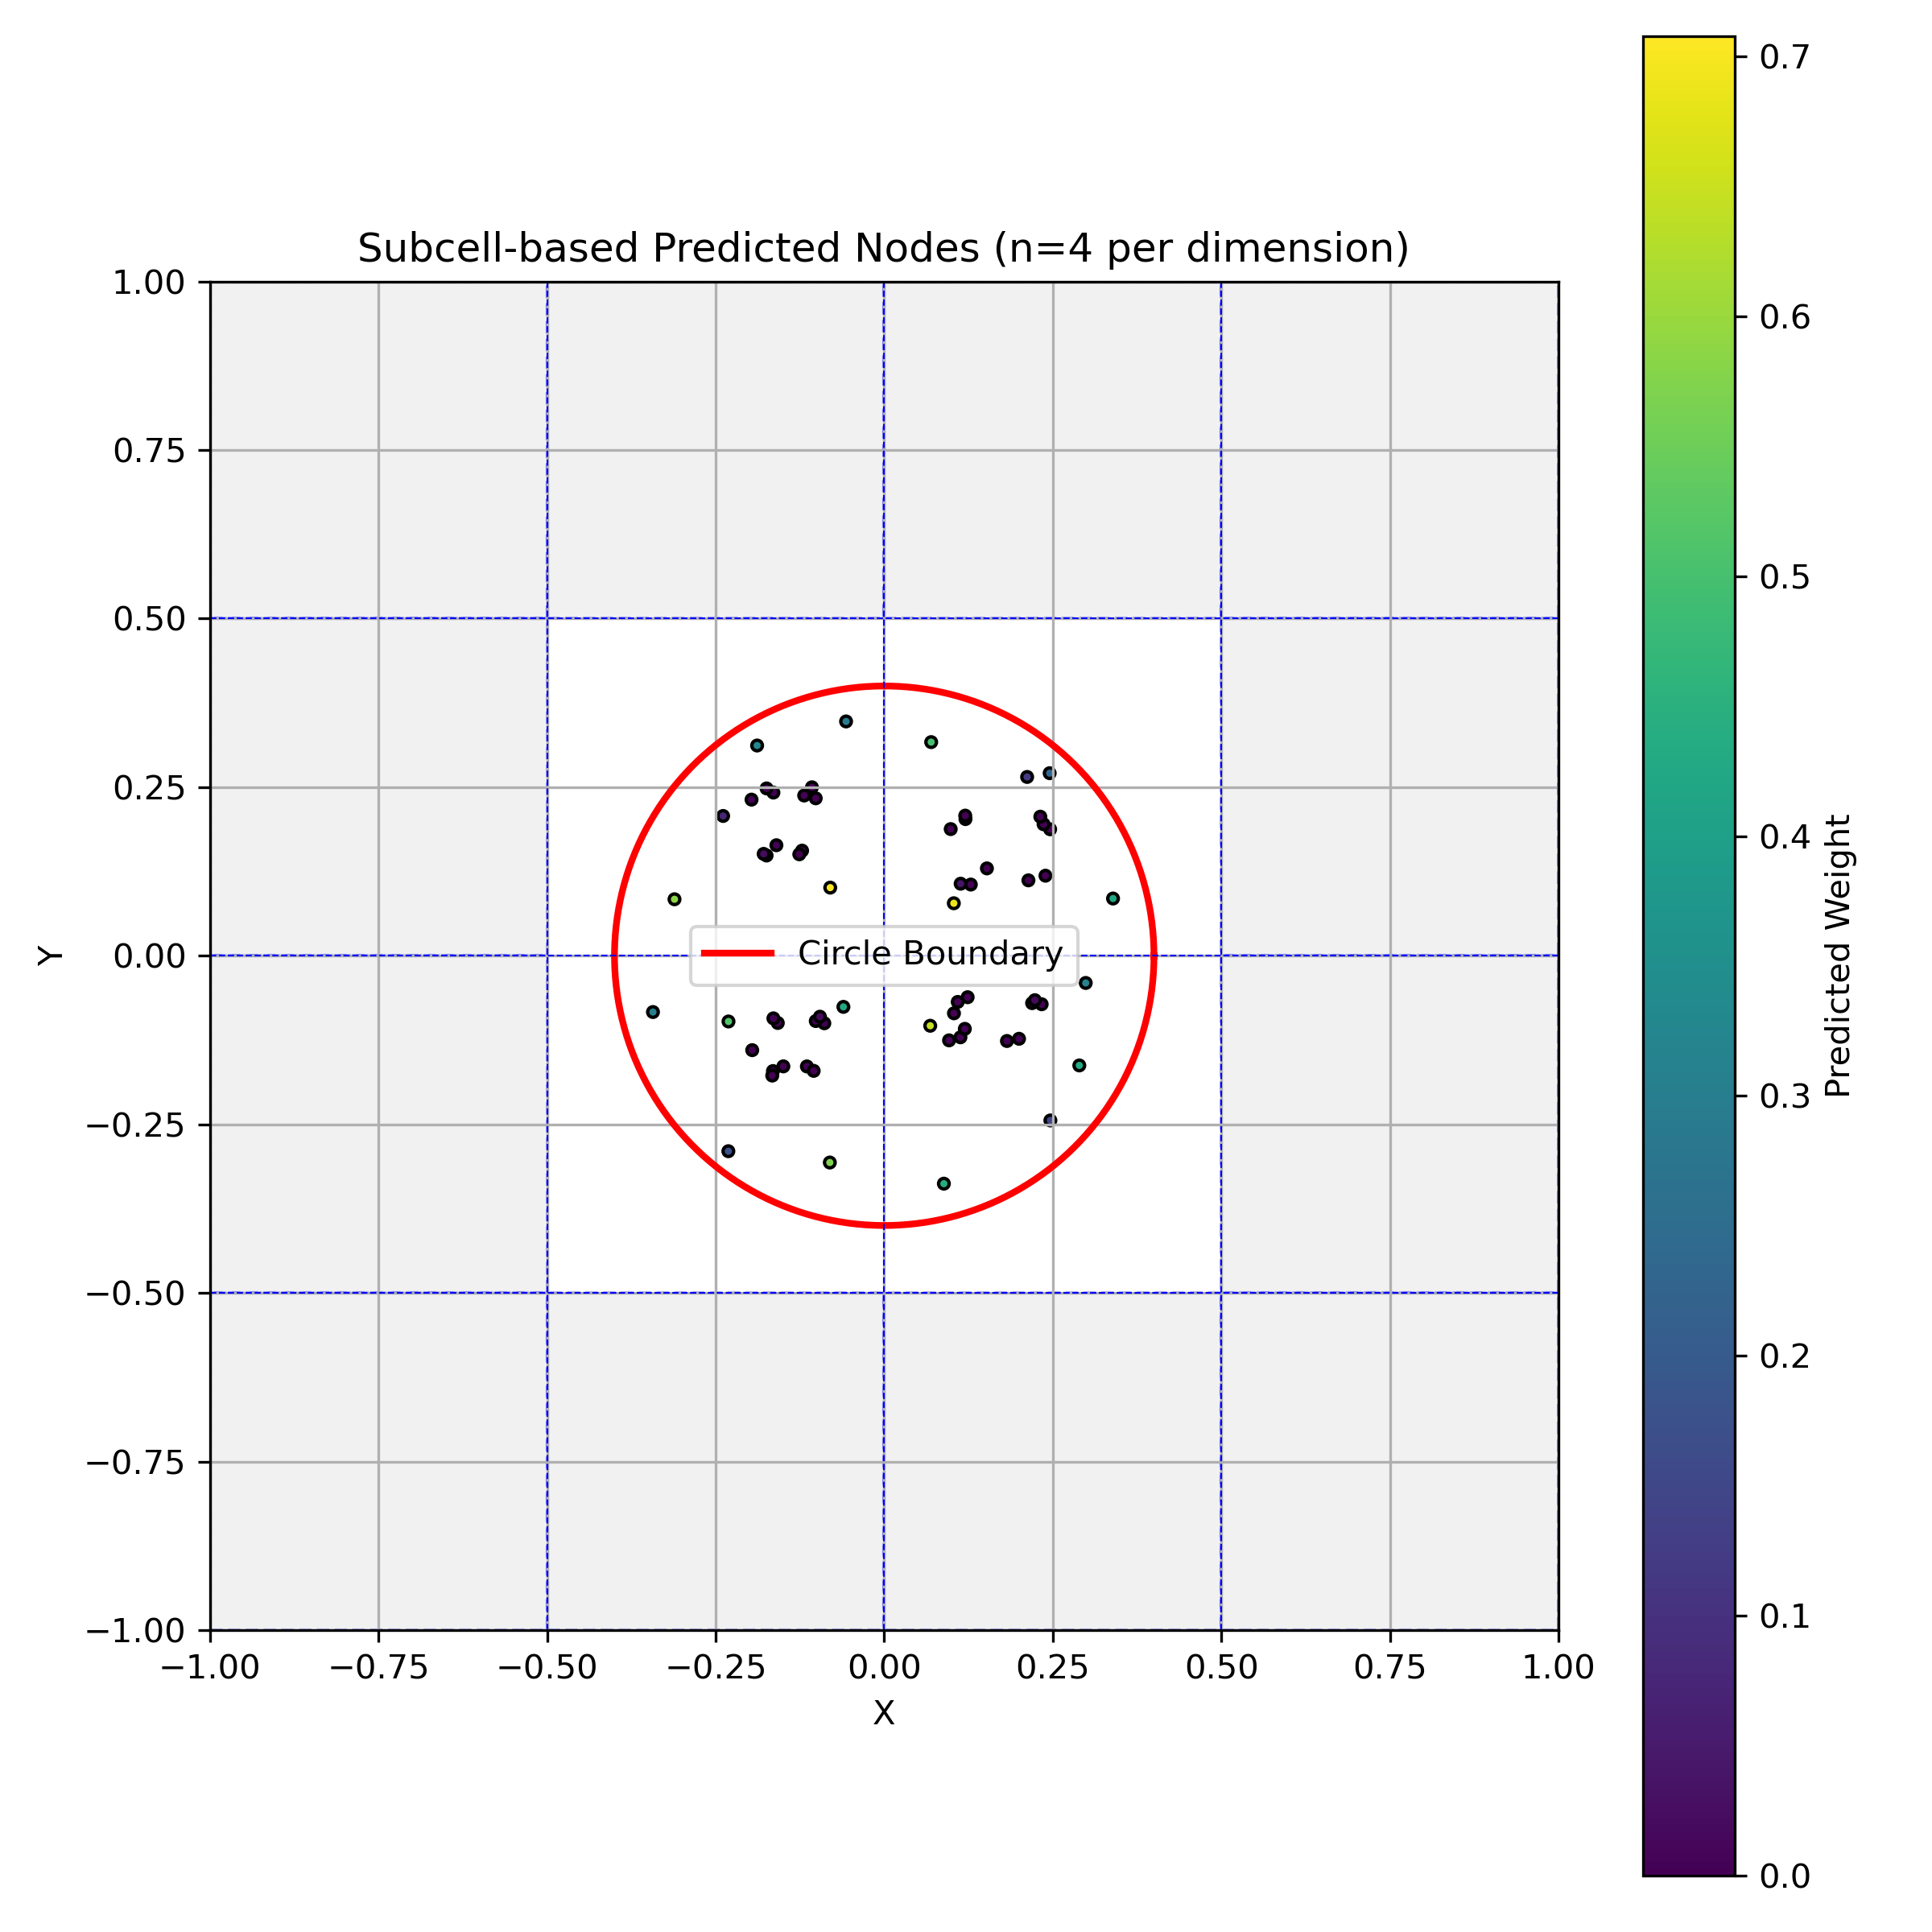 Subcell-based Predicted Nodes (n=4 per dimension)
1.00
0.75
0.50
0.25
0.00
−0.25
−0.50
−0.75
−1.00
Y
−1.00 −0.75 −0.50 −0.25 0.00 0.25 0.50 0.75 1.00
X
Circle Boundary
0.7
0.6
0.5
0.4
0.3
0.2
0.1
0.0
Predicted Weight